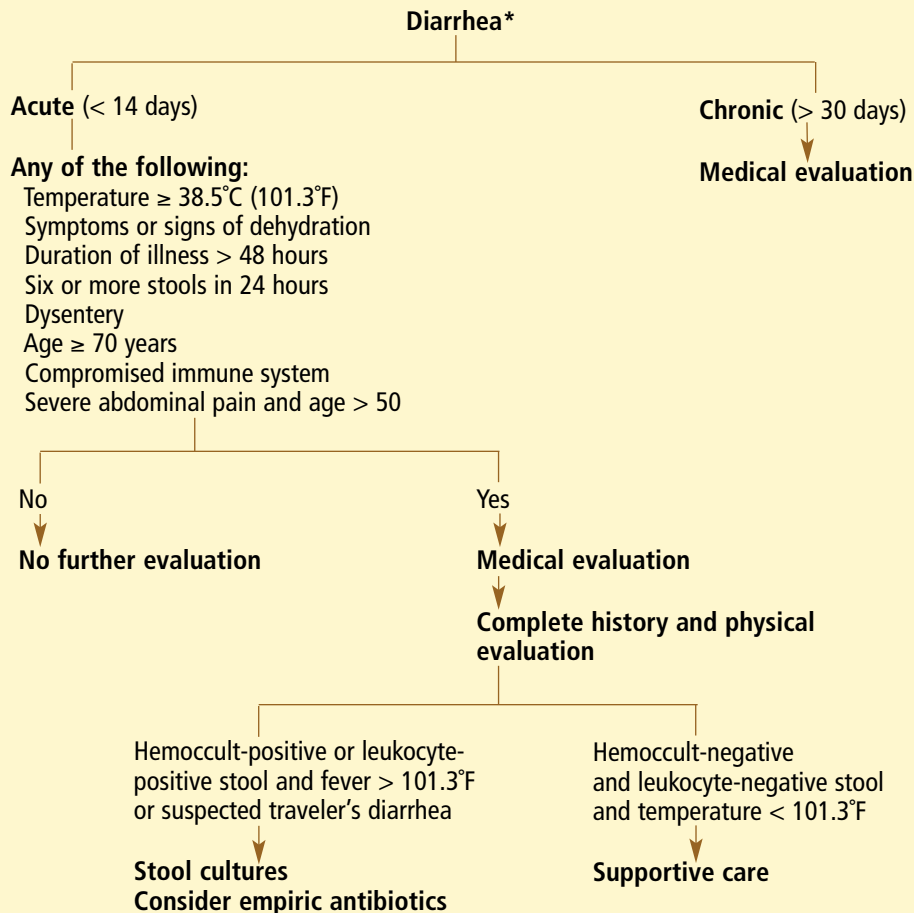 Diarrhea*
Acute (< 14 days)
Chronic (> 30 days)
Medical evaluation
Any of the following:
Temperature ≥ 38.5˚C (101.3˚F)
Symptoms or signs of dehydration
Duration of illness > 48 hours
Six or more stools in 24 hours
Dysentery
Age ≥ 70 years
Compromised immune system
Severe abdominal pain and age > 50
No
No further evaluation
Yes
Medical evaluation
Complete history and physical
evaluation
Hemoccult-positive or leukocyte-
positive stool and fever > 101.3˚F
or suspected traveler's diarrhea
Stool cultures
Consider empiric antibiotics
Hemoccult-negative
and leukocyte-negative stool
and temperature < 101.3˚F
Supportive care